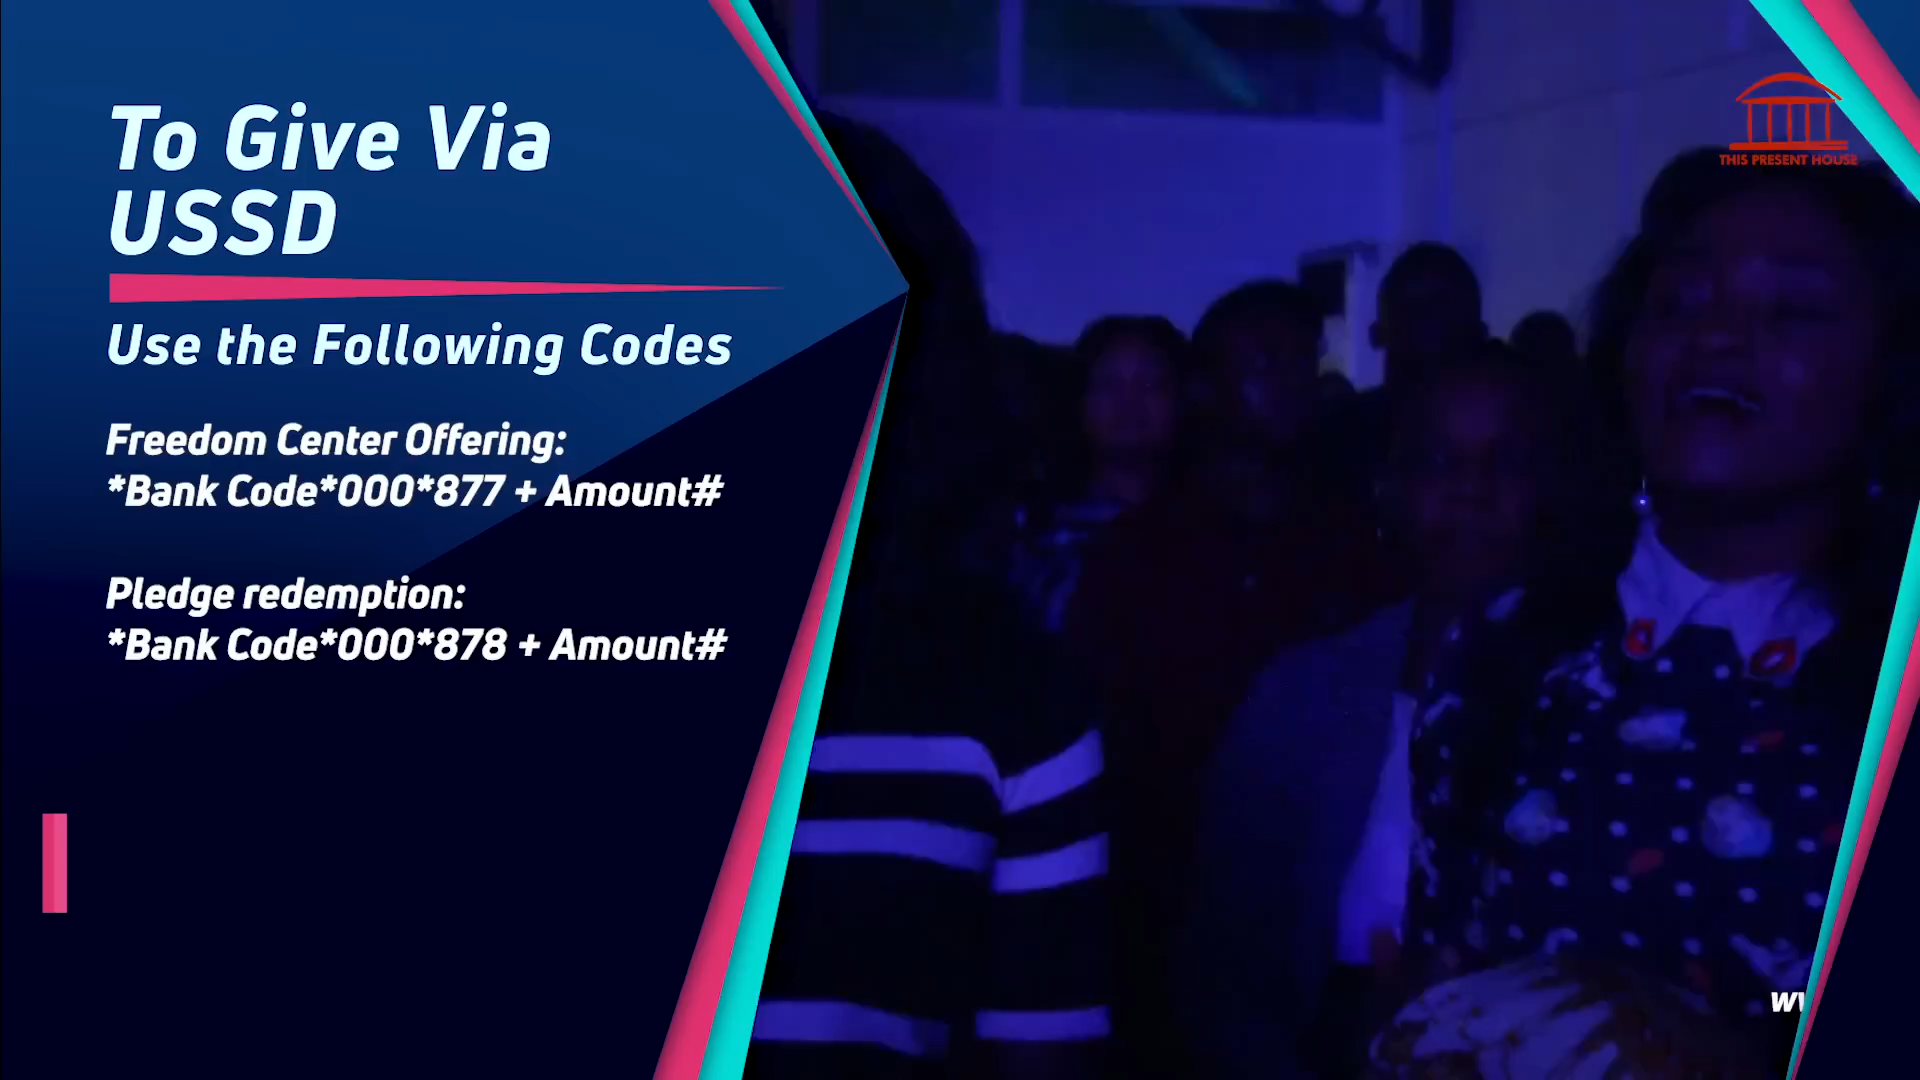 To Give Via
USSD
Use the Following Codes
Freedom Center Offering:
*Bank Code*000*877 + Amount#
Pledge redemption:
*Bank Code*000*878 + Amount#
THIS PRESENT HOUSE